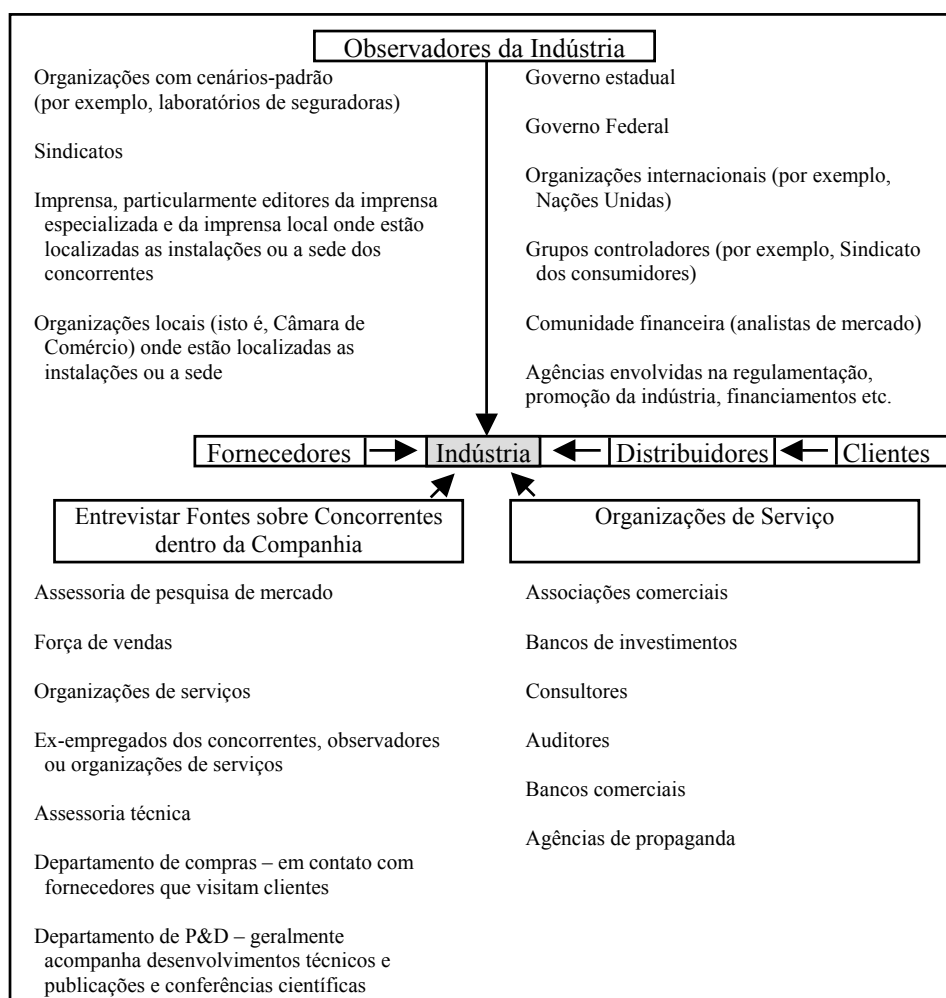 Observadores da Indústria
Organizações com cenários-padrão
(por exemplo, laboratórios de seguradoras)
Sindicatos
Imprensa, particularmente editores da imprensa
especializada e da imprensa local onde estão
localizadas as instalações ou a sede dos
concorrentes
Organizações locais (isto é, Câmara de
Comércio) onde estão localizadas as
instalações ou a sede
Governo estadual
Governo Federal
Organizações internacionais (por exemplo,
Nações Unidas)
Grupos controladores (por exemplo, Sindicato
dos consumidores)
Comunidade financeira (analistas de mercado)
Agências envolvidas na regulamentação,
promoção da indústria, financiamentos etc.
Fornecedores Indústria Distribuidores Clientes
Entrevistar Fontes sobre Concorrentes
dentro da Companhia
Assessoria de pesquisa de mercado
Força de vendas
Organizações de serviços
Ex-empregados dos concorrentes, observadores
ou organizações de serviços
Assessoria técnica
Departamento de compras – em contato com
fornecedores que visitam clientes
Departamento de P&D – geralmente
acompanha desenvolvimentos técnicos e
publicações e conferências científicas
Organizações de Serviço
Associações comerciais
Bancos de investimentos
Consultores
Auditores
Bancos comerciais
Agências de propaganda